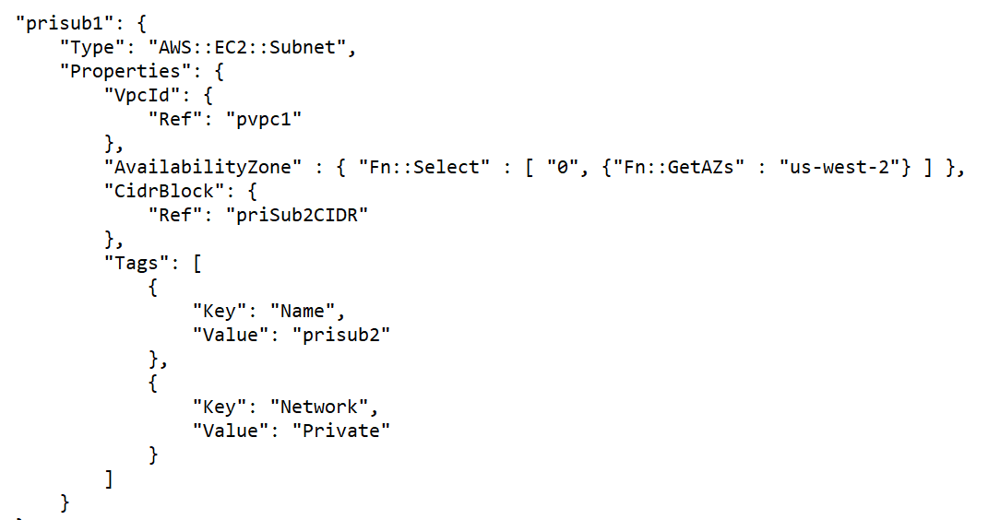 "prisub1": {
    "Type": "AWS::EC2::Subnet",
    "Properties": {
        "VpcId": {
            "Ref": "pvpc1"
        },
        "AvailabilityZone" : { "Fn::Select" : [ "0", {"Fn::GetAZs" : "us-west-2"} ] },
        "CidrBlock": {
            "Ref": "priSub2CIDR"
        },
        "Tags": [
            {
                "Key": "Name",
                "Value": "prisub2"
            },
            {
                "Key": "Network",
                "Value": "Private"
            }
        ]
    }